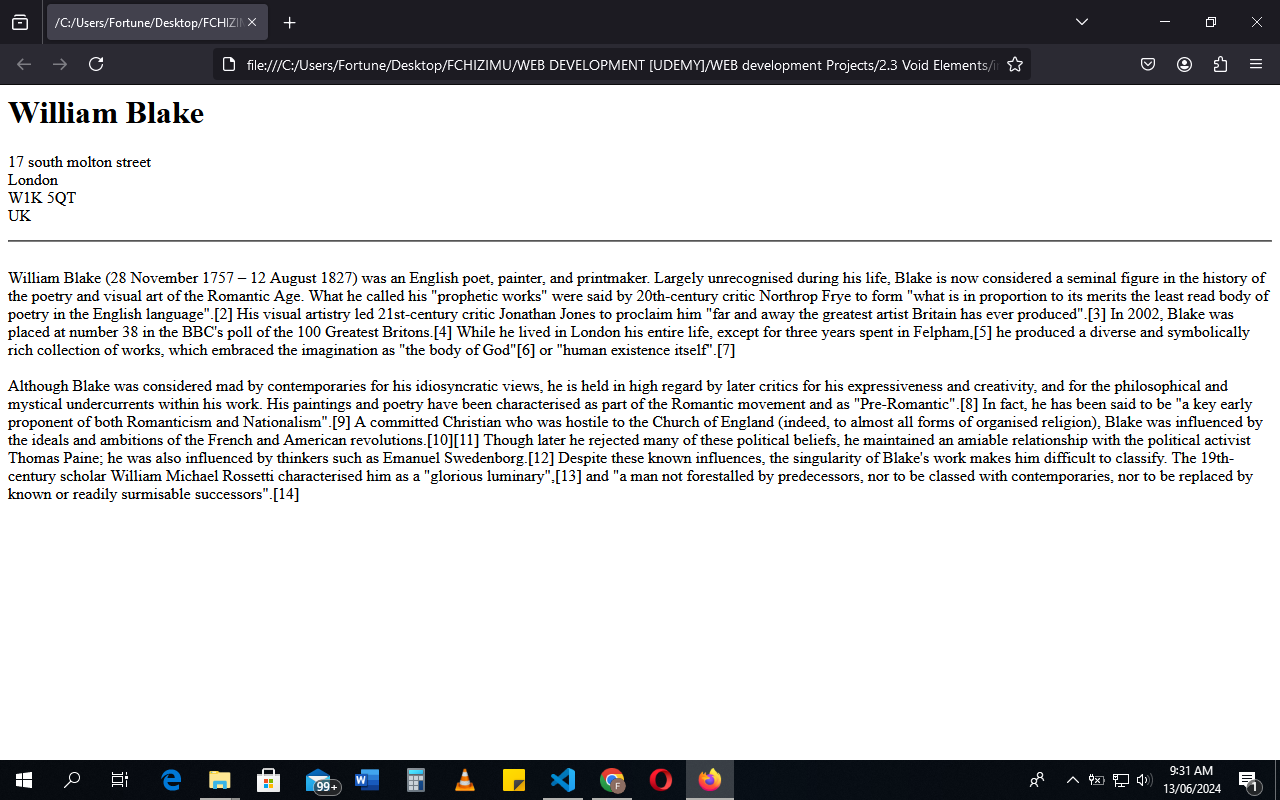 /C:/Users/Fortune/Desktop/FCHIZIM
file:///C:/Users/Fortune/Desktop/FCHIZIMU/WEB DEVELOPMENT [UDEMY]/WEB development Projects/2.3 Void Elements/i
William Blake
17 south molton street
London
W1K 5QT
UK
William Blake (28 November 1757 – 12 August 1827) was an English poet, painter, and printmaker. Largely unrecognised during his life, Blake is now considered a seminal figure in the history of
the poetry and visual art of the Romantic Age. What he called his "prophetic works" were said by 20th-century critic Northrop Frye to form "what is in proportion to its merits the least read body of
poetry in the English language".[2] His visual artistry led 21st-century critic Jonathan Jones to proclaim him "far and away the greatest artist Britain has ever produced".[3] In 2002, Blake was
placed at number 38 in the BBC's poll of the 100 Greatest Britons.[4] While he lived in London his entire life, except for three years spent in Felpham,[5] he produced a diverse and symbolically
rich collection of works, which embraced the imagination as "the body of God"[6] or "human existence itself".[7]
Although Blake was considered mad by contemporaries for his idiosyncratic views, he is held in high regard by later critics for his expressiveness and creativity, and for the philosophical and
mystical undercurrents within his work. His paintings and poetry have been characterised as part of the Romantic movement and as "Pre-Romantic".[8] In fact, he has been said to be "a key early
proponent of both Romanticism and Nationalism".[9] A committed Christian who was hostile to the Church of England (indeed, to almost all forms of organised religion), Blake was influenced by
the ideals and ambitions of the French and American revolutions.[10][11] Though later he rejected many of these political beliefs, he maintained an amiable relationship with the political activist
Thomas Paine; he was also influenced by thinkers such as Emanuel Swedenborg.[12] Despite these known influences, the singularity of Blake's work makes him difficult to classify. The 19th-
century scholar William Michael Rossetti characterised him as a "glorious luminary",[13] and "a man not forestalled by predecessors, nor to be classed with contemporaries, nor to be replaced by
known or readily surmisable successors".[14]
99+
W
F
9:31 AM
13/06/2024
1